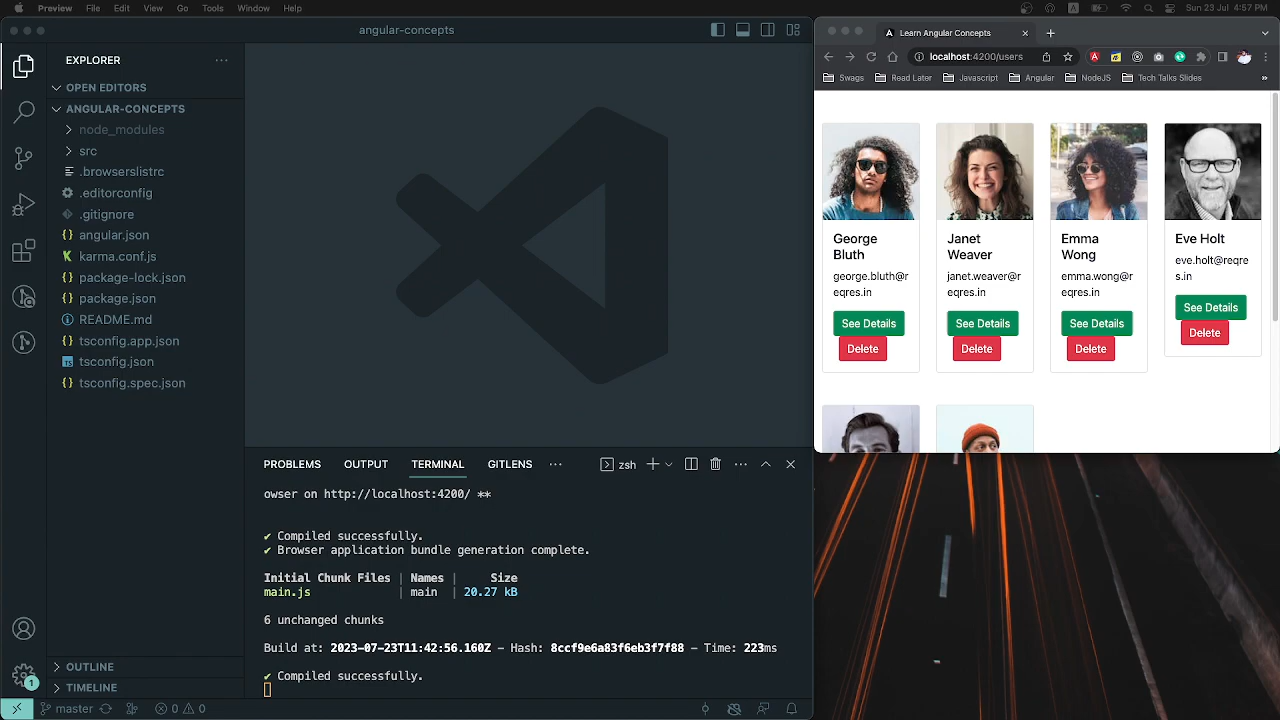 Preview File Edit View Go Tools Window Help
Sun 23 Jul 4:57 PM
angular-concepts
EXPLORER
OPEN EDITORS
ANGULAR-CONCEPTS
node_modules
src
.browserslistrc
.editorconfig
.gitignore
angular.json
karma.conf.js
package-lock.json
package.json
README.md
tsconfig.app.json
tsconfig.json
tsconfig.spec.json
OUTLINE
TIMELINE
PROBLEMS OUTPUT TERMINAL GITLENS
zsh
owser on http://localhost:4200/ **
✔ Compiled successfully.
✔ Browser application bundle generation complete.
Initial Chunk Files | Names | Size
main.js | main | 20.27 kB
6 unchanged chunks
Build at: 2023-07-23T11:42:56.160Z - Hash: 8ccf9e6a83f6eb3f7f88 - Time: 223ms
✔ Compiled successfully.
1
master 0 0
Learn Angular Concepts
localhost:4200/users
Swags Read Later Javascript Angular NodeJS Tech Talks Slides »
George
Bluth
george.bluth@r
eqres.in
See Details
Delete
Janet
Weaver
janet.weaver@r
eqres.in
See Details
Delete
Emma
Wong
emma.wong@r
eqres.in
See Details
Delete
Eve Holt
eve.holt@reqre
s.in
See Details
Delete